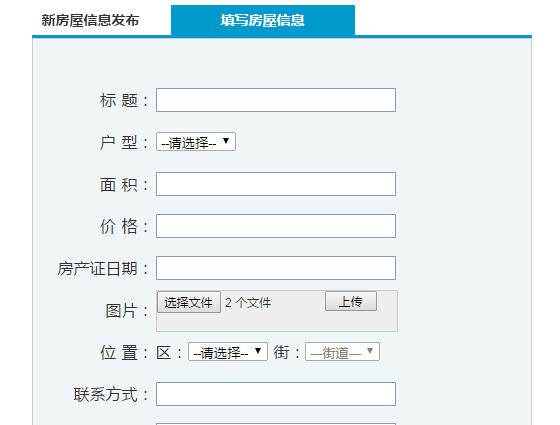 新房屋信息发布 填写房屋信息
标 题：
户 型： --请选择--
面 积：
价 格：
房产证日期：
图片： 选择文件 2 个文件 上传
位 置： 区： --请选择-- 街： ---街道---
联系方式：